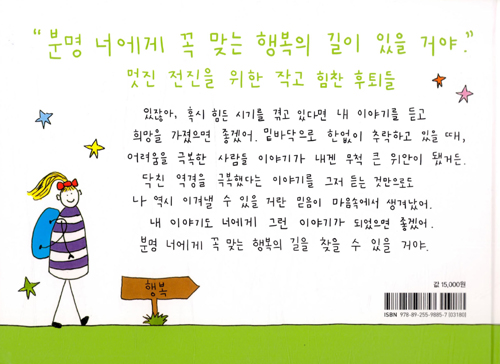 "분명 너에게 꼭 맞는 행복의 길이 있을 거야."
멋진 전진을 위한 작고 힘찬 후퇴들
있잖아, 혹시 힘든 시기를 겪고 있다면 내 이야기를 듣고
희망을 가졌으면 좋겠어. 밑바닥으로 한없이 추락하고 있을 때,
어려움을 극복한 사람들 이야기가 내겐 무척 큰 위안이 됐거든.
닥친 역경을 극복했다는 이야기를 그저 듣는 것만으로도
나 역시 이겨낼 수 있을 거란 믿음이 마음속에서 생겨났어.
내 이야기도 너에게 그런 이야기가 되었으면 좋겠어.
분명 너에게 꼭 맞는 행복의 길을 찾을 수 있을 거야.
행복
값 15,000원
ISBN 978-89-255-9885-7 (03180)